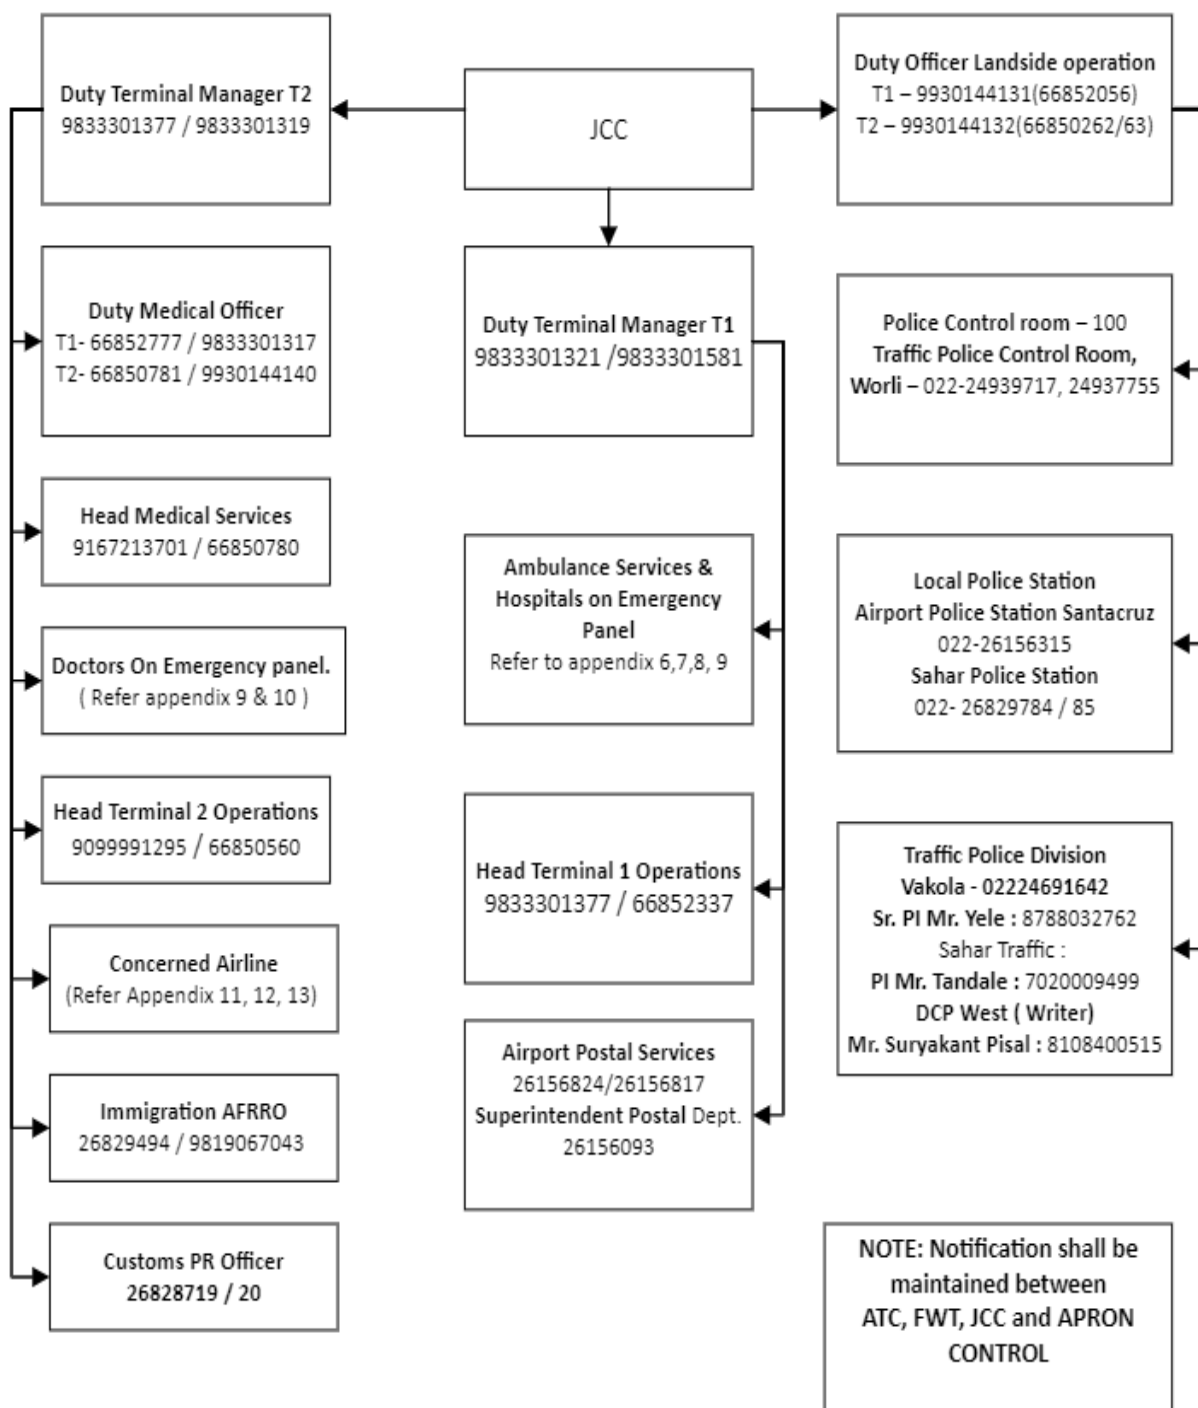 Duty Terminal Manager T2
9833301377 / 9833301319
JCC
Duty Officer Landside operation
T1 – 9930144131(66852056)
T2 – 9930144132(66850262/63)
Duty Medical Officer
T1- 66852777 / 9833301317
T2- 66850781 / 9930144140
Duty Terminal Manager T1
9833301321 /9833301581
Police Control room – 100
Traffic Police Control Room,
Worli – 022-24939717, 24937755
Head Medical Services
9167213701 / 66850780
Ambulance Services &
Hospitals on Emergency
Panel
Refer to appendix 6,7,8, 9
Local Police Station
Airport Police Station Santacruz
022-26156315
Sahar Police Station
022- 26829784 / 85
Doctors On Emergency panel.
( Refer appendix 9 & 10 )
Head Terminal 2 Operations
9099991295 / 66850560
Head Terminal 1 Operations
9833301377 / 66852337
Traffic Police Division
Vakola - 02224691642
Sr. PI Mr. Yele : 8788032762
Sahar Traffic :
PI Mr. Tandale : 7020009499
DCP West ( Writer)
Mr. Suryakant Pisal : 8108400515
Concerned Airline
(Refer Appendix 11, 12, 13)
Airport Postal Services
26156824/26156817
Superintendent Postal Dept.
26156093
Immigration AFRRO
26829494 / 9819067043
Customs PR Officer
26828719 / 20
NOTE: Notification shall be
maintained between
ATC, FWT, JCC and APRON
CONTROL